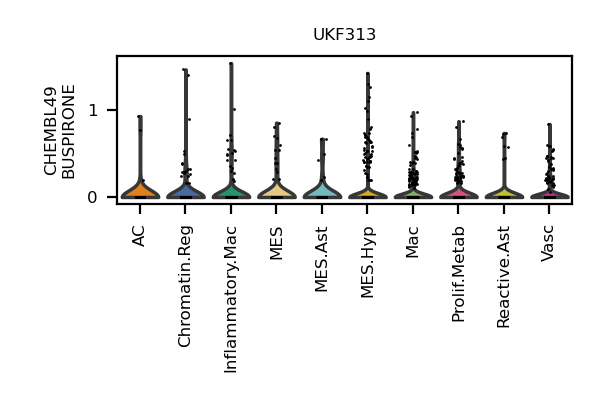 UKF313
CHEMBL49
BUSPIRONE
1
0
AC
Chromatin.Reg
Inflammatory.Mac
MES
MES.Ast
MES.Hyp
Mac
Prolif.Metab
Reactive.Ast
Vasc